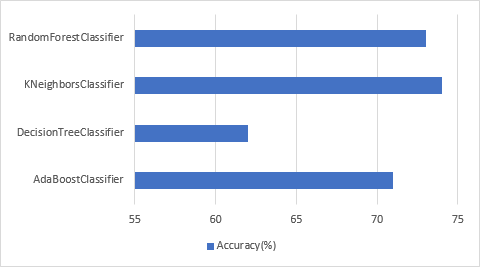 RandomForestClassifier
KNeighborsClassifier
DecisionTreeClassifier
AdaBoostClassifier
55 60 65 70 75
Accuracy(%)